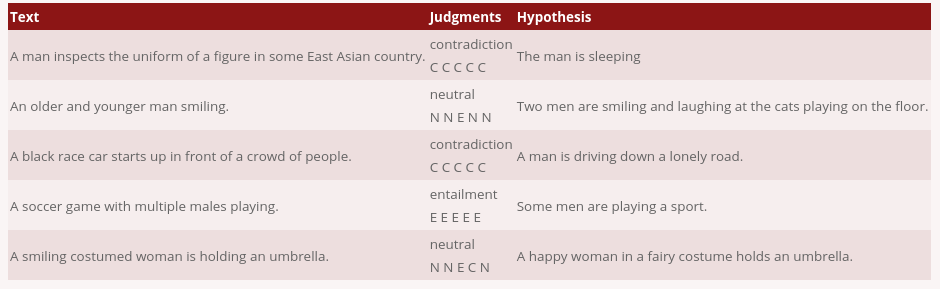 Text Judgments Hypothesis
A man inspects the uniform of a figure in some East Asian country. contradiction C C C C C The man is sleeping
An older and younger man smiling. neutral N N E N N Two men are smiling and laughing at the cats playing on the floor.
A black race car starts up in front of a crowd of people. contradiction C C C C C A man is driving down a lonely road.
A soccer game with multiple males playing. entailment E E E E E Some men are playing a sport.
A smiling costumed woman is holding an umbrella. neutral N N E C N A happy woman in a fairy costume holds an umbrella.